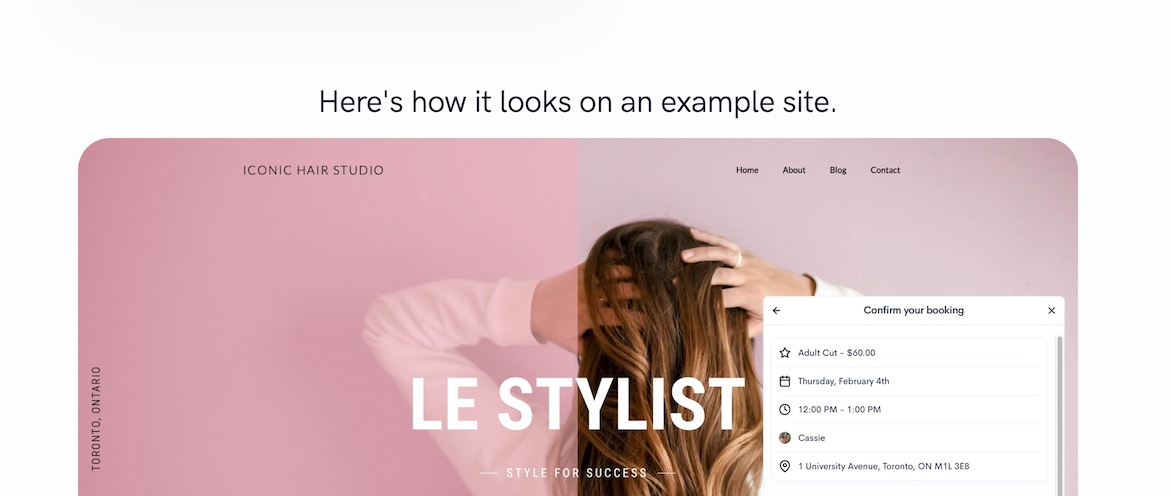 Here's how it looks on an example site.
ICONIC HAIR STUDIO
Home About Blog Contact
Confirm your booking
Adult Cut - $60.00
Thursday, February 4th
12:00 PM - 1:00 PM
Cassie
1 University Avenue, Toronto, ON M1L 3E8
TORONTO, ONTARIO
LE STYLIST
STYLE FOR SUCCESS